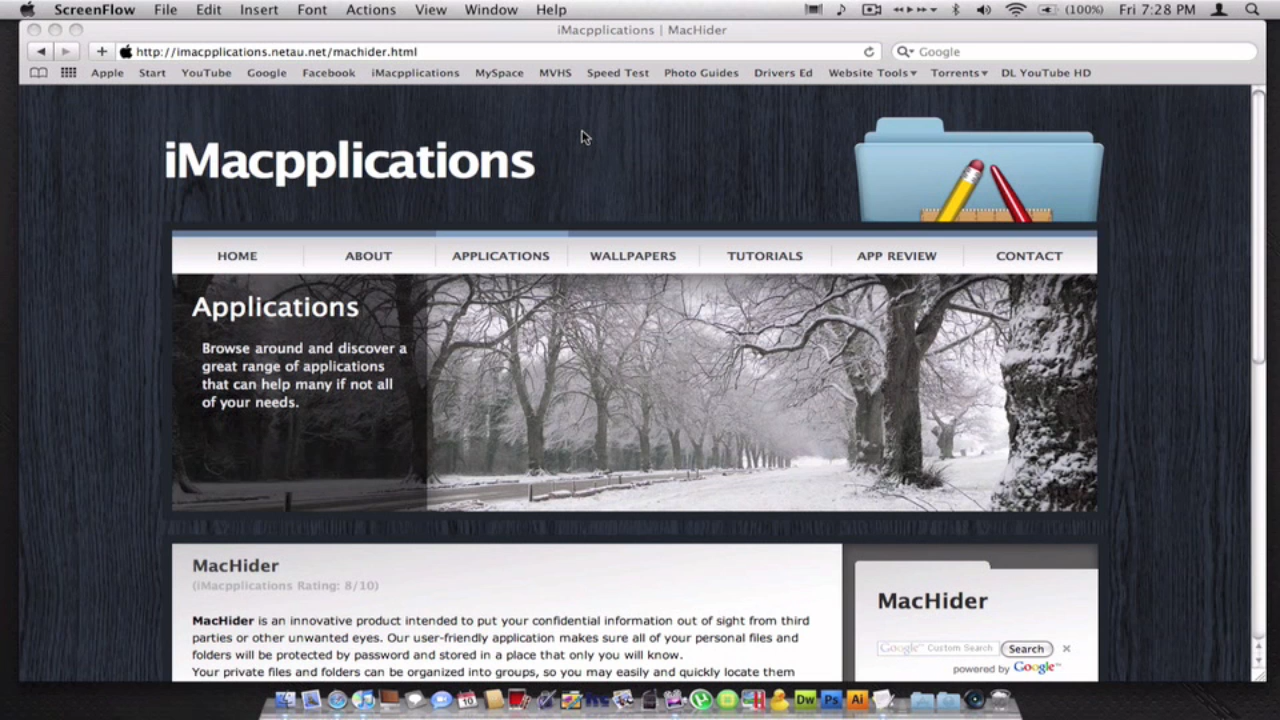 ScreenFlow File Edit Insert Font Actions View Window Help (100%) Fri 7:28 PM
iMacpplications | MacHider
http://imacpplications.netau.net/machider.html Google
Apple Start YouTube Google Facebook iMacpplications MySpace MVHS Speed Test Photo Guides Drivers Ed Website Tools Torrents DL YouTube HD
iMacpplications
HOME ABOUT APPLICATIONS WALLPAPERS TUTORIALS APP REVIEW CONTACT
Applications
Browse around and discover a
great range of applications
that can help many if not all
of your needs.
MacHider
(iMacpplications Rating: 8/10)
MacHider is an innovative product intended to put your confidential information out of sight from third
parties or other unwanted eyes. Our user-friendly application makes sure all of your personal files and
folders will be protected by password and stored in a place that only you will know.
Your private files and folders can be organized into groups, so you may easily and quickly locate them
MacHider
Google™ Custom Search Search
powered by Google™
10 Dw Ps Ai